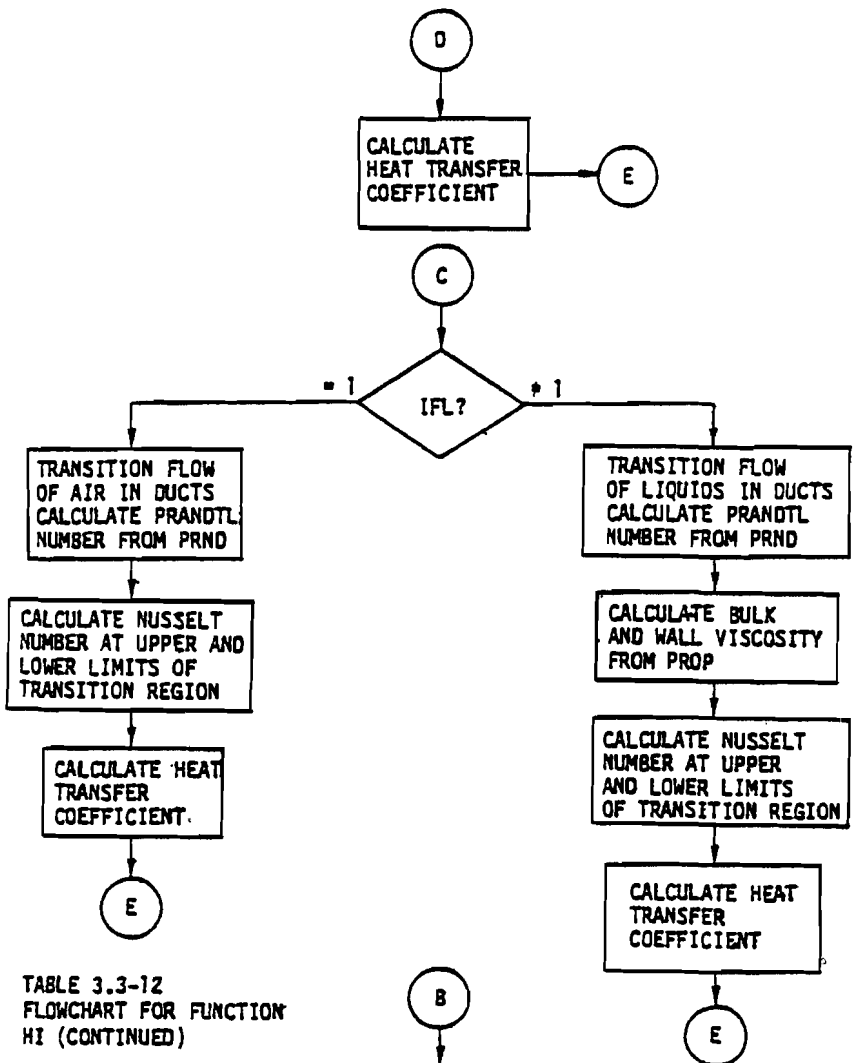 D
CALCULATE
HEAT TRANSFER
COEFFICIENT
E
C
IFL?
= 1
≠ 1
TRANSITION FLOW
OF AIR IN DUCTS
CALCULATE PRANDTL
NUMBER FROM PRND
CALCULATE NUSSELT
NUMBER AT UPPER AND
LOWER LIMITS OF
TRANSITION REGION
CALCULATE HEAT
TRANSFER
COEFFICIENT
E
TRANSITION FLOW
OF LIQUIDS IN DUCTS
CALCULATE PRANDTL
NUMBER FROM PRND
CALCULATE BULK
AND WALL VISCOSITY
FROM PROP
CALCULATE NUSSELT
NUMBER AT UPPER
AND LOWER LIMITS
OF TRANSITION REGION
CALCULATE HEAT
TRANSFER
COEFFICIENT
E
TABLE 3.3-12
FLOWCHART FOR FUNCTION
HI (CONTINUED)
B